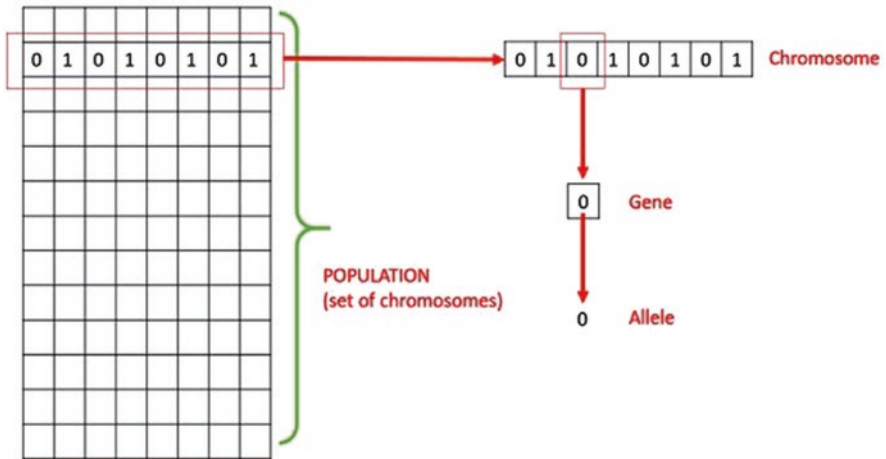 0 1 0 1 0 1 0 1
0 1 0 1 0 1 0 1
Chromosome
0
Gene
POPULATION
(set of chromosomes)
0
Allele